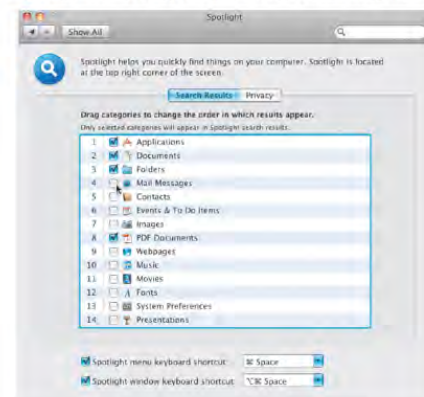 Spotlight
Show All
Spotlight helps you quickly find things on your computer. Spotlight is located
at the top right corner of the screen.
Search Results Privacy
Drag categories to change the order in which results appear.
Only selected categories will appear in Spotlight search results.
1 Applications
2 Documents
3 Folders
4 Mail Messages
5 Contacts
6 Events & To Do Items
7 Images
8 PDF Documents
9 Webpages
10 Music
11 Movies
12 Fonts
13 System Preferences
14 Presentations
Spotlight menu keyboard shortcut: ⌘ Space
Spotlight window keyboard shortcut: ⌥⌘ Space